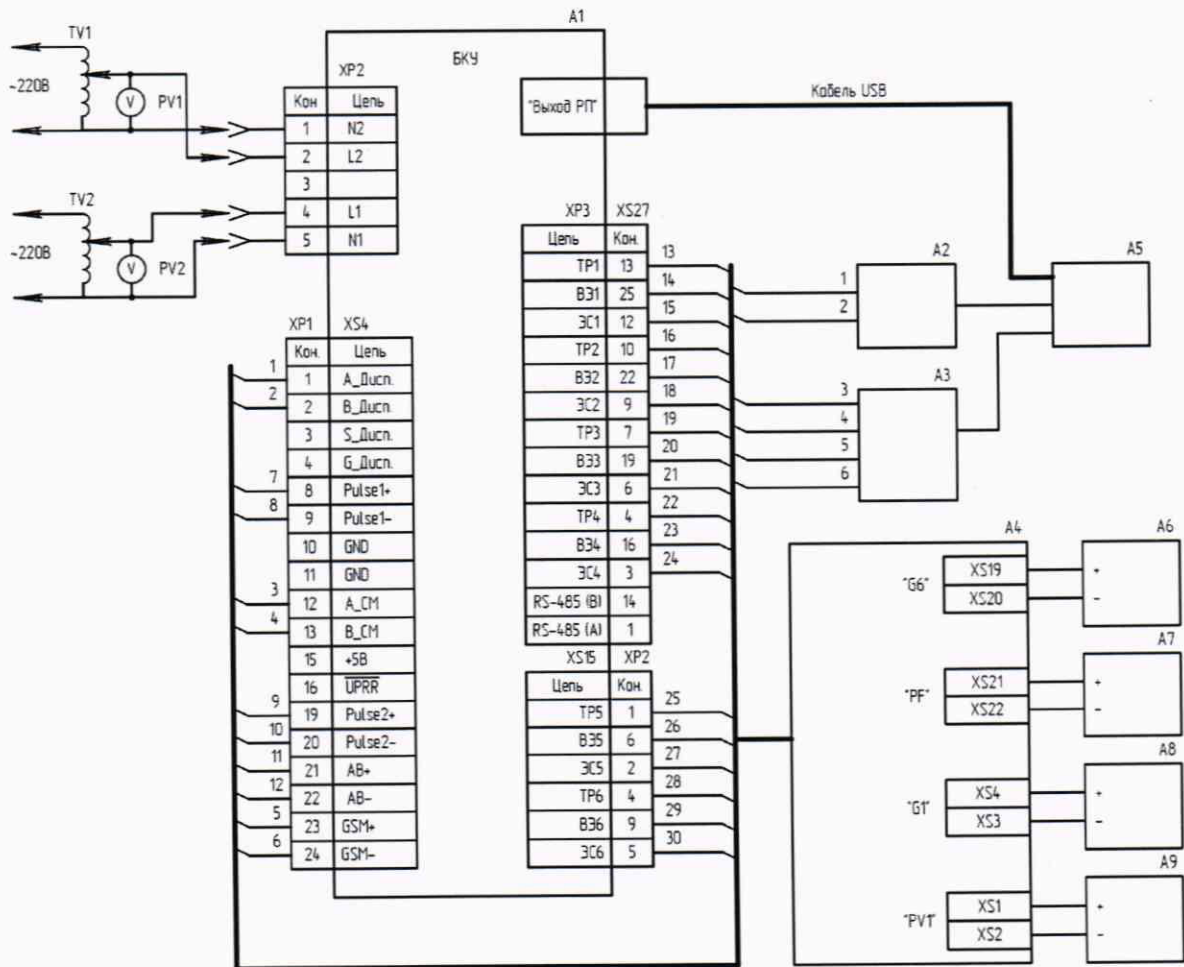 A1
БКУ
TV1
~220В
V
PV1
TV2
~220В
V
PV2
XP2
Кон Цепь
1 N2
2 L2
3
4 L1
5 N1
"Выход РП"
Кабель USB
XP1 XS4
Кон. Цепь
1 1 A_Дисп.
2 2 B_Дисп.
3 S_Дисп.
4 G_Дисп.
7 8 Pulse1+
8 9 Pulse1-
10 GND
11 GND
3 12 A_CM
4 13 B_CM
15 +5В
16 UPRR
9 19 Pulse2+
10 20 Pulse2-
11 21 AB+
12 22 AB-
5 23 GSM+
6 24 GSM-
XP3 XS27
Цепь Кон.
ТР1 13 13
ВЭ1 25 14
ЭС1 12 15
ТР2 10 16
ВЭ2 22 17
ЭС2 9 18
ТР3 7 19
ВЭ3 19 20
ЭС3 6 21
ТР4 4 22
ВЭ4 16 23
ЭС4 3 24
RS-485 (B) 14
RS-485 (A) 1
XS15 XP2
Цепь Кон.
ТР5 1 25
ВЭ5 6 26
ЭС5 2 27
ТР6 4 28
ВЭ6 9 29
ЭС6 5 30
A2
1
2
A5
A3
3
4
5
6
A4
"G6"
XS19
XS20
A6
+
-
"PF"
XS21
XS22
A7
+
-
"G1"
XS4
XS3
A8
+
-
"PV1"
XS1
XS2
A9
+
-